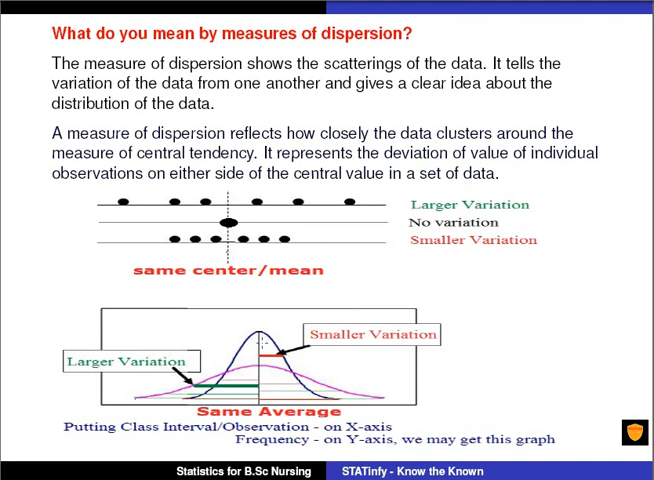 What do you mean by measures of dispersion?
The measure of dispersion shows the scatterings of the data. It tells the
variation of the data from one another and gives a clear idea about the
distribution of the data.
A measure of dispersion reflects how closely the data clusters around the
measure of central tendency. It represents the deviation of value of individual
observations on either side of the central value in a set of data.
Larger Variation
No variation
Smaller Variation
same center/mean
Smaller Variation
Larger Variation
Same Average
Putting Class Interval/Observation - on X-axis
Frequency - on Y-axis, we may get this graph
Statistics for B.Sc Nursing
STATinfy - Know the Known